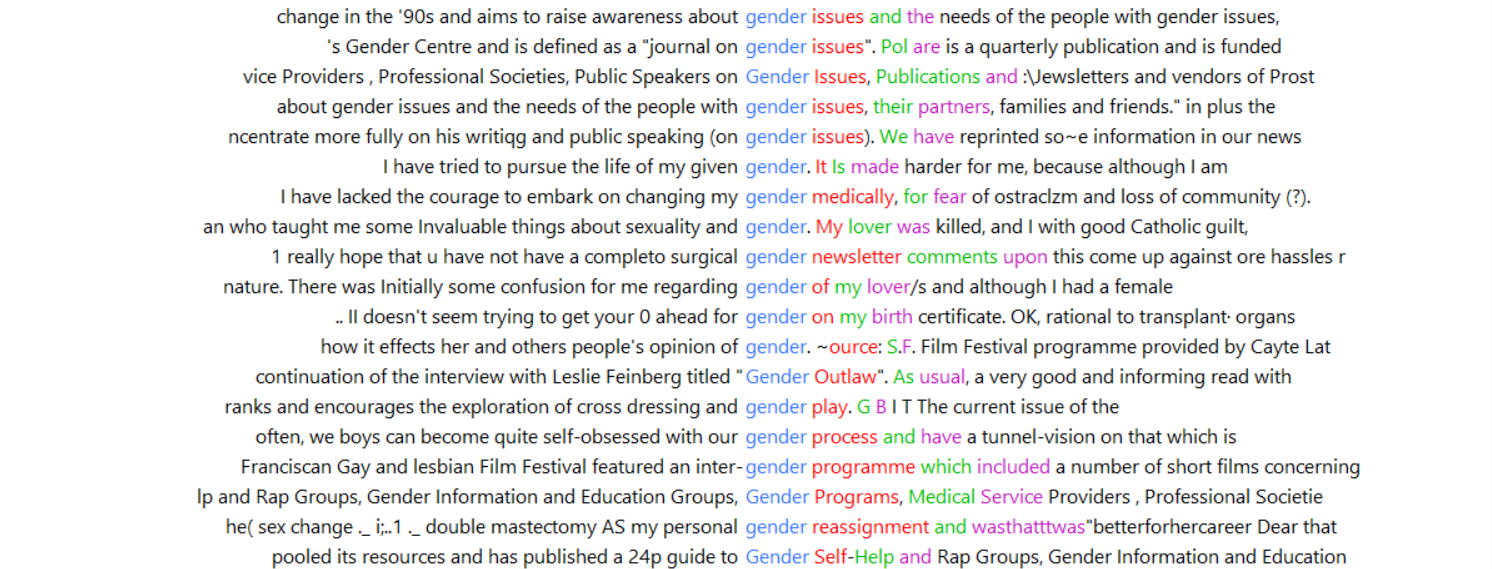 change in the '90s and aims to raise awareness about gender issues and the needs of the people with gender issues,
's Gender Centre and is defined as a "journal on gender issues". Pol are is a quarterly publication and is funded
vice Providers , Professional Societies, Public Speakers on Gender Issues, Publications and :\Jewsletters and vendors of Prost
about gender issues and the needs of the people with gender issues, their partners, families and friends." in plus the
ncentrate more fully on his writiqg and public speaking (on gender issues). We have reprinted so~e information in our news
I have tried to pursue the life of my given gender. It Is made harder for me, because although I am
I have lacked the courage to embark on changing my gender medically, for fear of ostraclzm and loss of community (?).
an who taught me some Invaluable things about sexuality and gender. My lover was killed, and I with good Catholic guilt,
1 really hope that u have not have a completo surgical gender newsletter comments upon this come up against ore hassles r
nature. There was Initially some confusion for me regarding gender of my lover/s and although I had a female
.. II doesn't seem trying to get your 0 ahead for gender on my birth certificate. OK, rational to transplant· organs
how it effects her and others people's opinion of gender. ~ource: S.F. Film Festival programme provided by Cayte Lat
continuation of the interview with Leslie Feinberg titled "Gender Outlaw". As usual, a very good and informing read with
ranks and encourages the exploration of cross dressing and gender play. G B I T The current issue of the
often, we boys can become quite self-obsessed with our gender process and have a tunnel-vision on that which is
Franciscan Gay and lesbian Film Festival featured an inter-gender programme which included a number of short films concerning
lp and Rap Groups, Gender Information and Education Groups, Gender Programs, Medical Service Providers , Professional Societie
he( sex change ._ i;..1 ._ double mastectomy AS my personal gender reassignment and wasthatttwas"betterforhercareer Dear that
pooled its resources and has published a 24p guide to Gender Self-Help and Rap Groups, Gender Information and Education